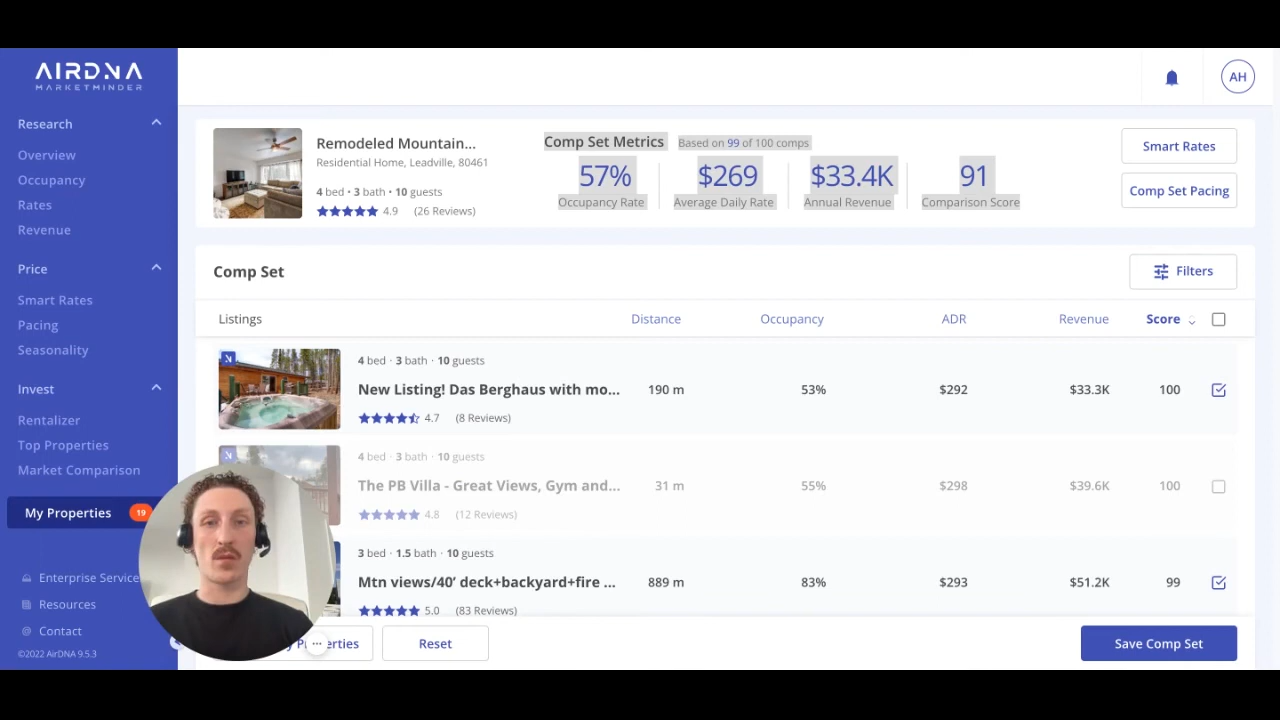 AIRDNA
MARKETMINDER
AH
Research
Overview
Occupancy
Rates
Revenue
Price
Smart Rates
Pacing
Seasonality
Invest
Rentalizer
Top Properties
Market Comparison
My Properties 19
Enterprise Service
Resources
@ Contact
©2022 AirDNA 9.5.3
Remodeled Mountain...
Residential Home, Leadville, 80461
4 bed • 3 bath • 10 guests
4.9 (26 Reviews)
Comp Set Metrics Based on 99 of 100 comps
57% $269 $33.4K 91
Occupancy Rate Average Daily Rate Annual Revenue Comparison Score
Smart Rates
Comp Set Pacing
Comp Set
Filters
Listings Distance Occupancy ADR Revenue Score
4 bed · 3 bath · 10 guests
New Listing! Das Berghaus with mo... 190 m 53% $292 $33.3K 100
4.7 (8 Reviews)
4 bed · 3 bath · 10 guests
The PB Villa - Great Views, Gym and... 31 m 55% $298 $39.6K 100
4.8 (12 Reviews)
3 bed · 1.5 bath · 10 guests
Mtn views/40’ deck+backyard+fire ... 889 m 83% $293 $51.2K 99
5.0 (83 Reviews)
Reset
Save Comp Set